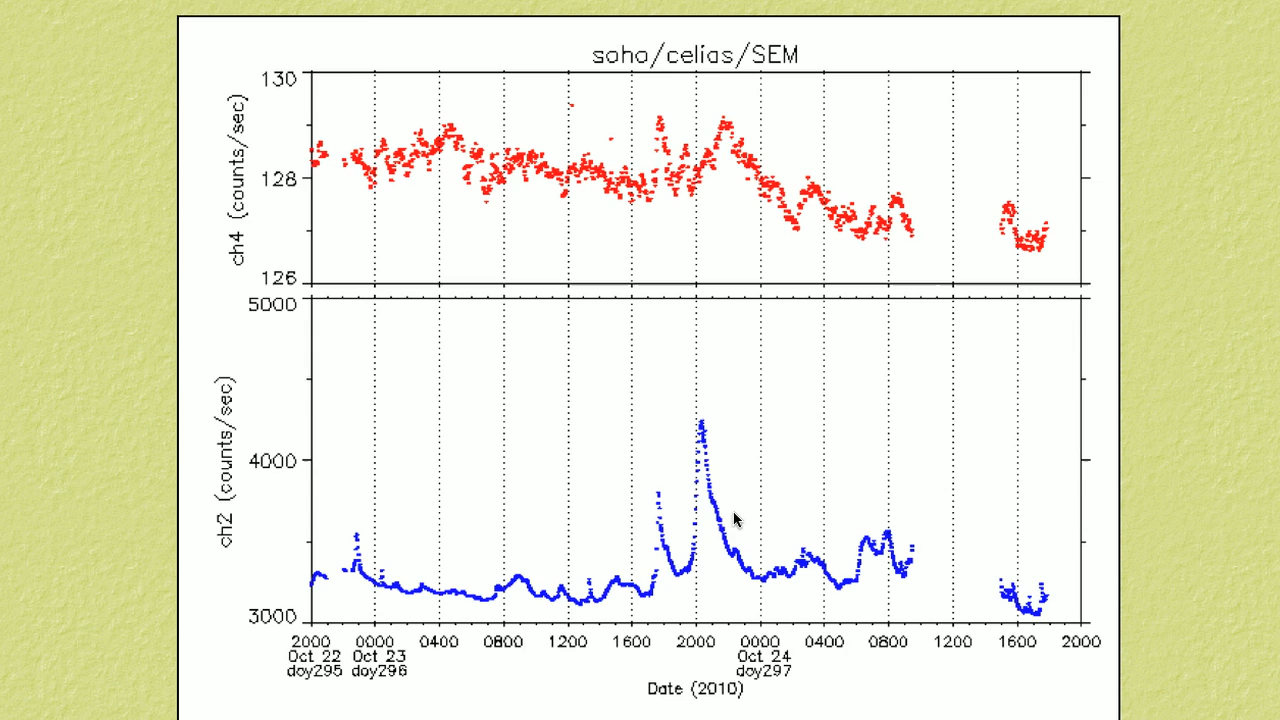 soho/celias/SEM
130
128
126
ch4 (counts/sec)
5000
4000
3000
ch2 (counts/sec)
2000 0000 0400 0800 1200 1600 2000 0000 0400 0800 1200 1600 2000
Oct 22 Oct 23 Oct 24
doy295 doy296 doy297
Date (2010)